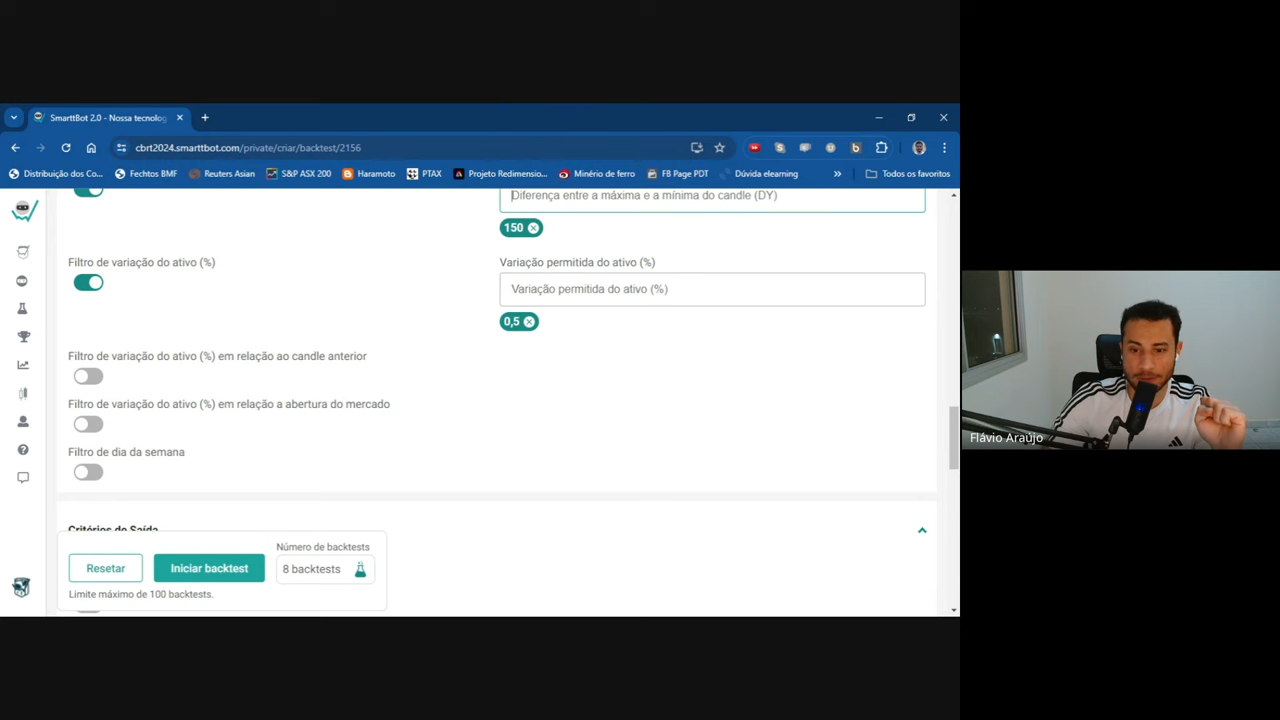 SmarttBot 2.0 - Nossa tecnolog
cbrt2024.smarttbot.com/private/criar/backtest/2156
Distribuição dos Co...
Fechtos BMF
Reuters Asian
S&P ASX 200
Haramoto
PTAX
Projeto Redimensio...
Minério de ferro
FB Page PDT
Dúvida elearning
»
Todos os favoritos
Diferença entre a máxima e a mínima do candle (DY)
150
Filtro de variação do ativo (%)
Variação permitida do ativo (%)
Variação permitida do ativo (%)
0,5
Filtro de variação do ativo (%) em relação ao candle anterior
Filtro de variação do ativo (%) em relação a abertura do mercado
Filtro de dia da semana
Critérios de Saída
Número de backtests
Resetar
Iniciar backtest
8 backtests
Limite máximo de 100 backtests.
Flávio Araújo